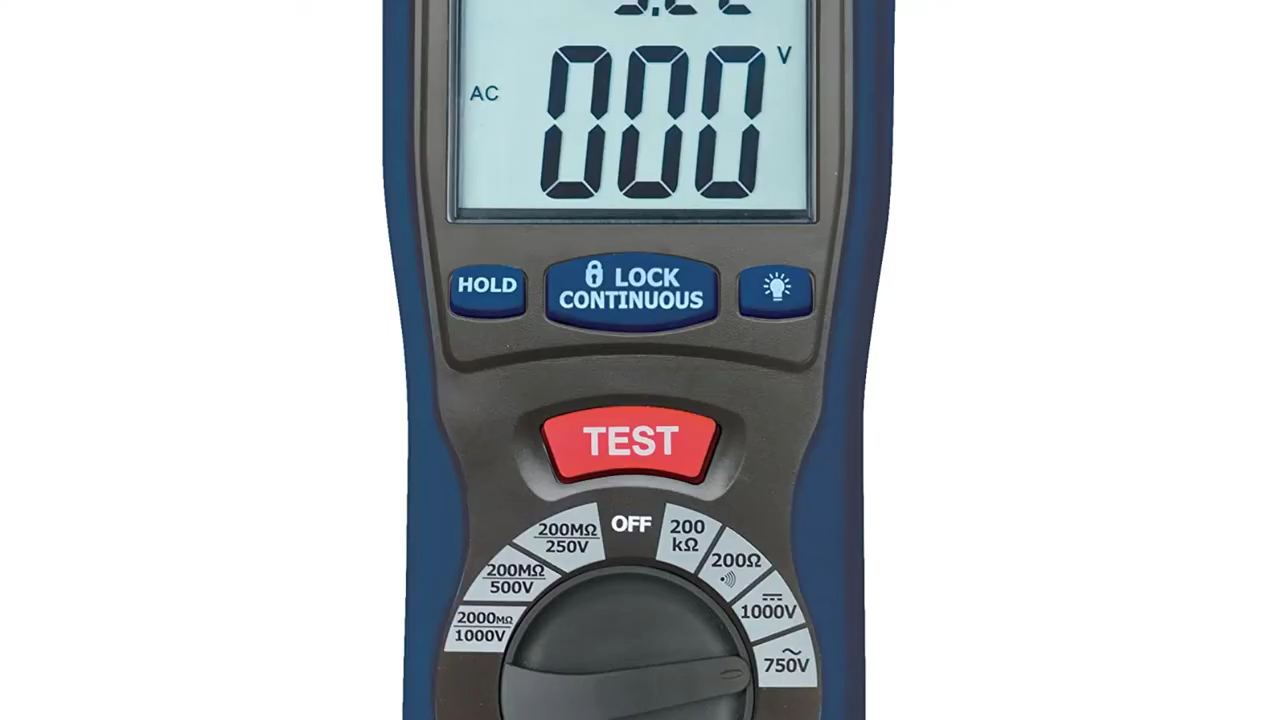 V
AC
000
HOLD
LOCK
CONTINUOUS
TEST
OFF
200MΩ
250V
200
kΩ
200MΩ
500V
200Ω
2000MΩ
1000V
1000V
750V